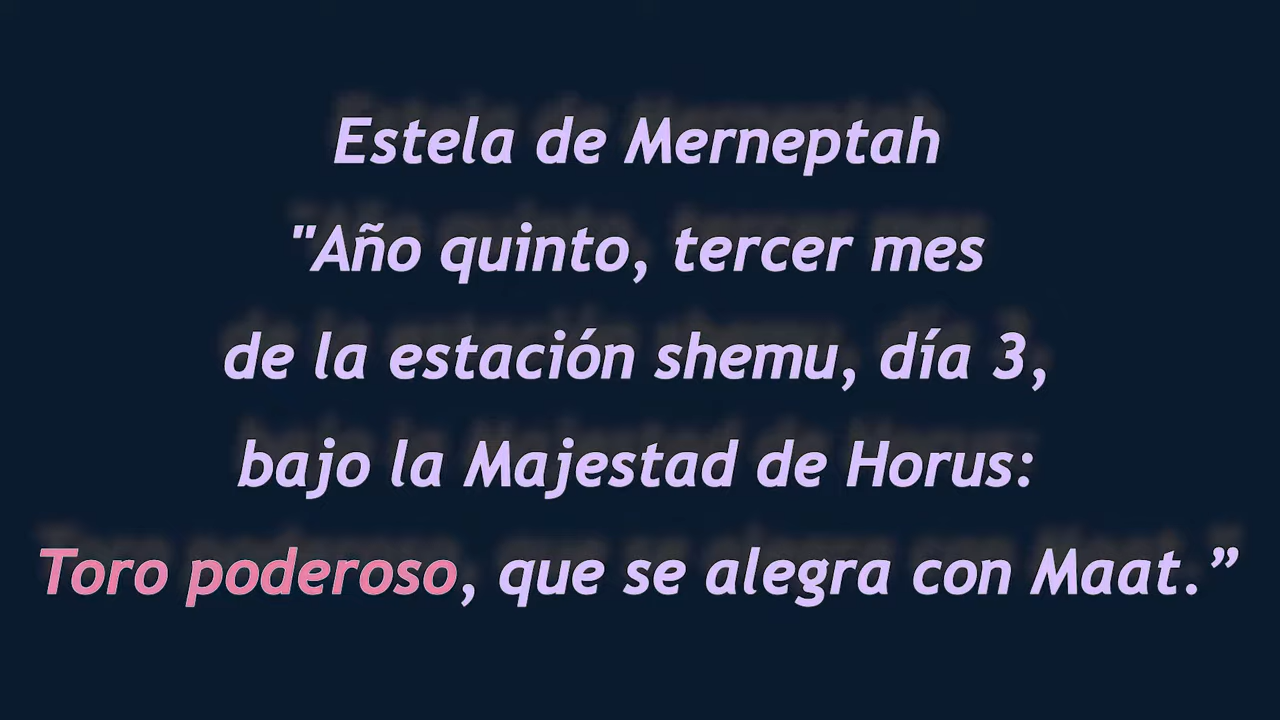 Estela de Merneptah
"Año quinto, tercer mes
de la estación shemu, día 3,
bajo la Majestad de Horus:
Toro poderoso, que se alegra con Maat.”